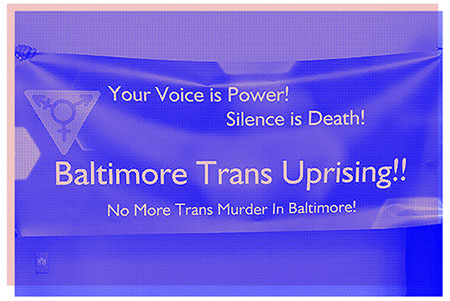 Your Voice is Power!
Silence is Death!
Baltimore Trans Uprising!!
No More Trans Murder In Baltimore!